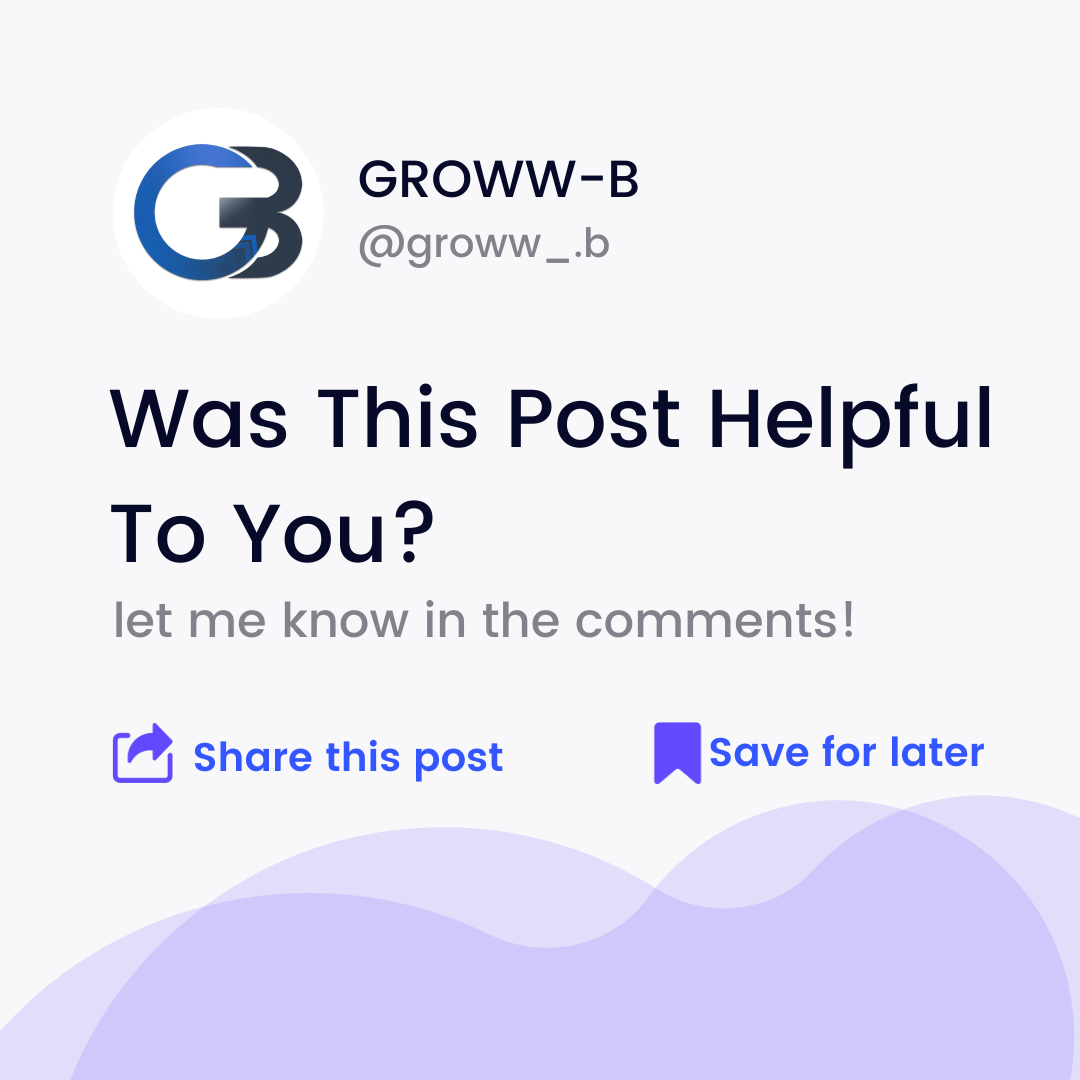 GB
GROWW-B
@groww_.b
Was This Post Helpful
To You?
let me know in the comments!
Share this post
Save for later